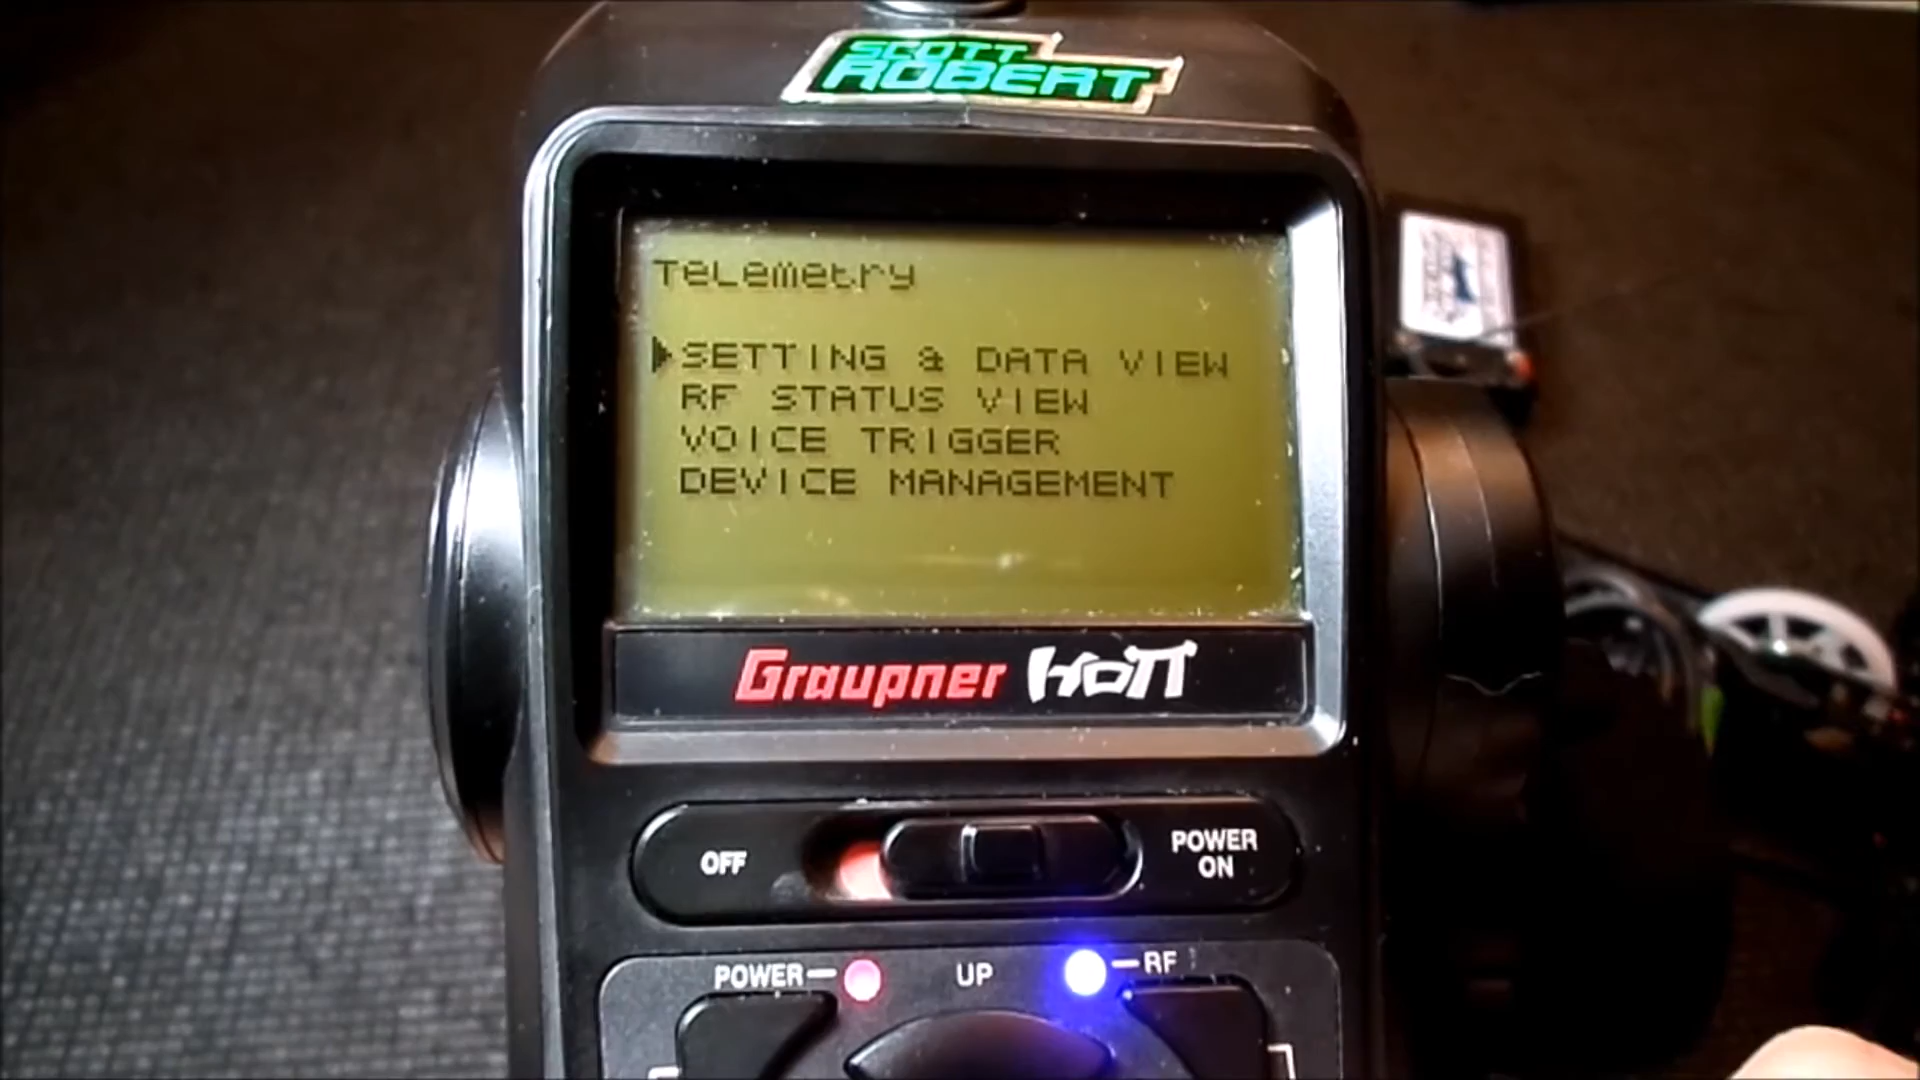 SCOTT
ROBERT
Telemetry
SETTING & DATA VIEW
RF STATUS VIEW
VOICE TRIGGER
DEVICE MANAGEMENT
Graupner HoTT
OFF
POWER
ON
POWER
UP
RF